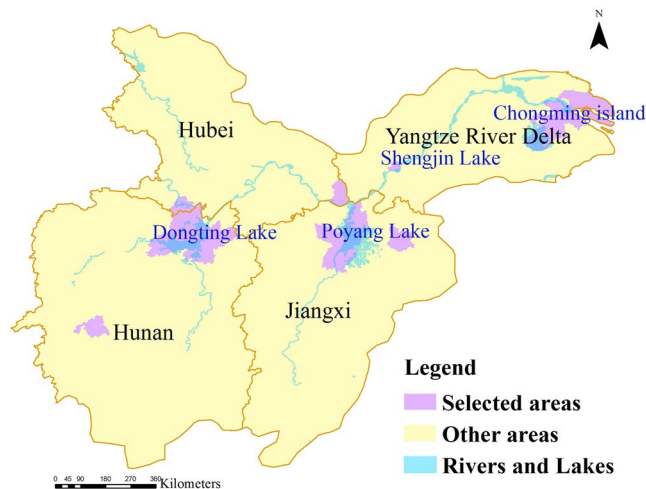 N
Chongming island
Hubei
Yangtze River Delta
Shengjin Lake
Dongting Lake
Poyang Lake
Jiangxi
Hunan
Legend
Selected areas
Other areas
Rivers and Lakes
0 45 90 180 270 360
Kilometers